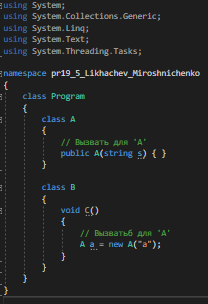 using System;
using System.Collections.Generic;
using System.Linq;
using System.Text;
using System.Threading.Tasks;
namespace pr19_5_Likhachev_Miroshnichenko
{
class Program
{
class A
{
// Вызвать для 'A'
public A(string s) { }
}
class B
{
void C()
{
// Вызватьб для 'A'
A a = new A("a");
}
}
}
}